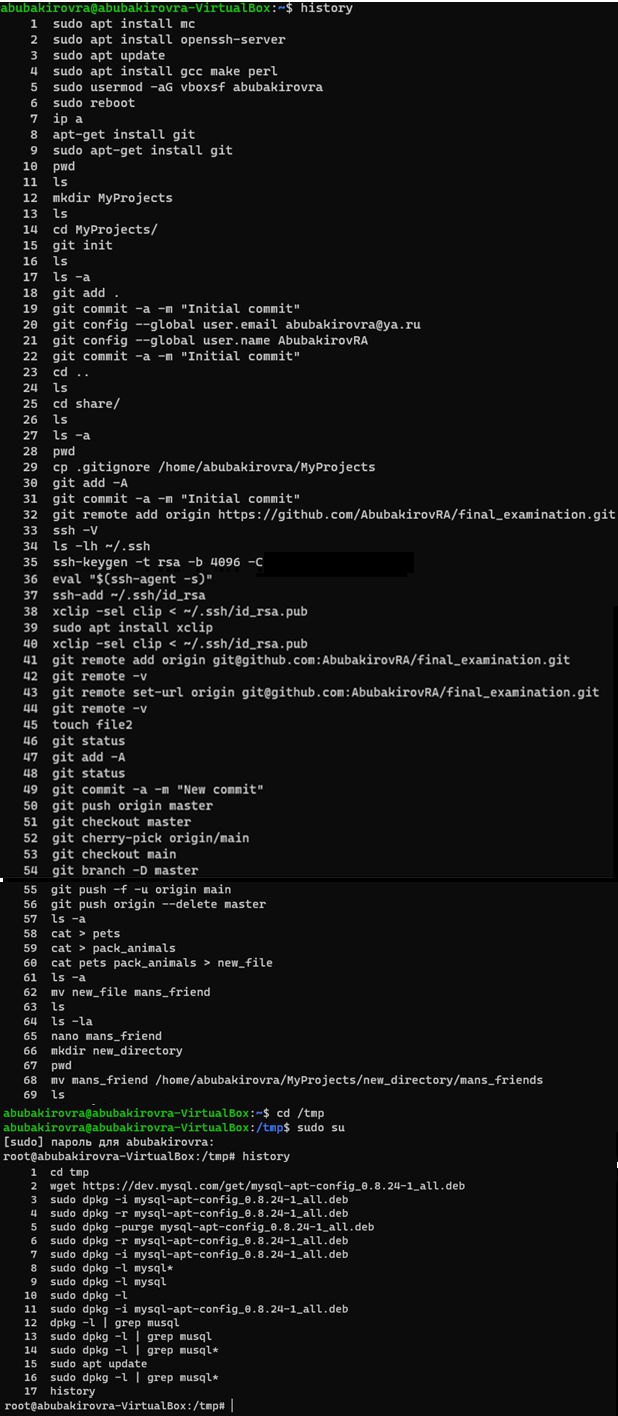 abubakirovra@abubakirovra-VirtualBox:~$ history
1 sudo apt install mc
2 sudo apt install openssh-server
3 sudo apt update
4 sudo apt install gcc make perl
5 sudo usermod -aG vboxsf abubakirovra
6 sudo reboot
7 ip a
8 apt-get install git
9 sudo apt-get install git
10 pwd
11 ls
12 mkdir MyProjects
13 ls
14 cd MyProjects/
15 git init
16 ls
17 ls -a
18 git add .
19 git commit -a -m "Initial commit"
20 git config --global user.email abubakirovra@ya.ru
21 git config --global user.name AbubakirovRA
22 git commit -a -m "Initial commit"
23 cd ..
24 ls
25 cd share/
26 ls
27 ls -a
28 pwd
29 cp .gitignore /home/abubakirovra/MyProjects
30 git add -A
31 git commit -a -m "Initial commit"
32 git remote add origin https://github.com/AbubakirovRA/final_examination.git
33 ssh -V
34 ls -lh ~/.ssh
35 ssh-keygen -t rsa -b 4096 -C
36 eval "$(ssh-agent -s)"
37 ssh-add ~/.ssh/id_rsa
38 xclip -sel clip < ~/.ssh/id_rsa.pub
39 sudo apt install xclip
40 xclip -sel clip < ~/.ssh/id_rsa.pub
41 git remote add origin git@github.com:AbubakirovRA/final_examination.git
42 git remote -v
43 git remote set-url origin git@github.com:AbubakirovRA/final_examination.git
44 git remote -v
45 touch file2
46 git status
47 git add -A
48 git status
49 git commit -a -m "New commit"
50 git push origin master
51 git checkout master
52 git cherry-pick origin/main
53 git checkout main
54 git branch -D master
55 git push -f -u origin main
56 git push origin --delete master
57 ls -a
58 cat > pets
59 cat > pack_animals
60 cat pets pack_animals > new_file
61 ls -a
62 mv new_file mans_friend
63 ls
64 ls -la
65 nano mans_friend
66 mkdir new_directory
67 pwd
68 mv mans_friend /home/abubakirovra/MyProjects/new_directory/mans_friends
69 ls
abubakirovra@abubakirovra-VirtualBox:~$ cd /tmp
abubakirovra@abubakirovra-VirtualBox:/tmp$ sudo su
[sudo] пароль для abubakirovra:
root@abubakirovra-VirtualBox:/tmp# history
1 cd tmp
2 wget https://dev.mysql.com/get/mysql-apt-config_0.8.24-1_all.deb
3 sudo dpkg -i mysql-apt-config_0.8.24-1_all.deb
4 sudo dpkg -r mysql-apt-config_0.8.24-1_all.deb
5 sudo dpkg -purge mysql-apt-config_0.8.24-1_all.deb
6 sudo dpkg -r mysql-apt-config_0.8.24-1_all.deb
7 sudo dpkg -i mysql-apt-config_0.8.24-1_all.deb
8 sudo dpkg -l mysql*
9 sudo dpkg -l mysql
10 sudo dpkg -l
11 sudo dpkg -i mysql-apt-config_0.8.24-1_all.deb
12 dpkg -l | grep musql
13 sudo dpkg -l | grep musql
14 sudo dpkg -l | grep musql*
15 sudo apt update
16 sudo dpkg -l | grep musql*
17 history
root@abubakirovra-VirtualBox:/tmp#